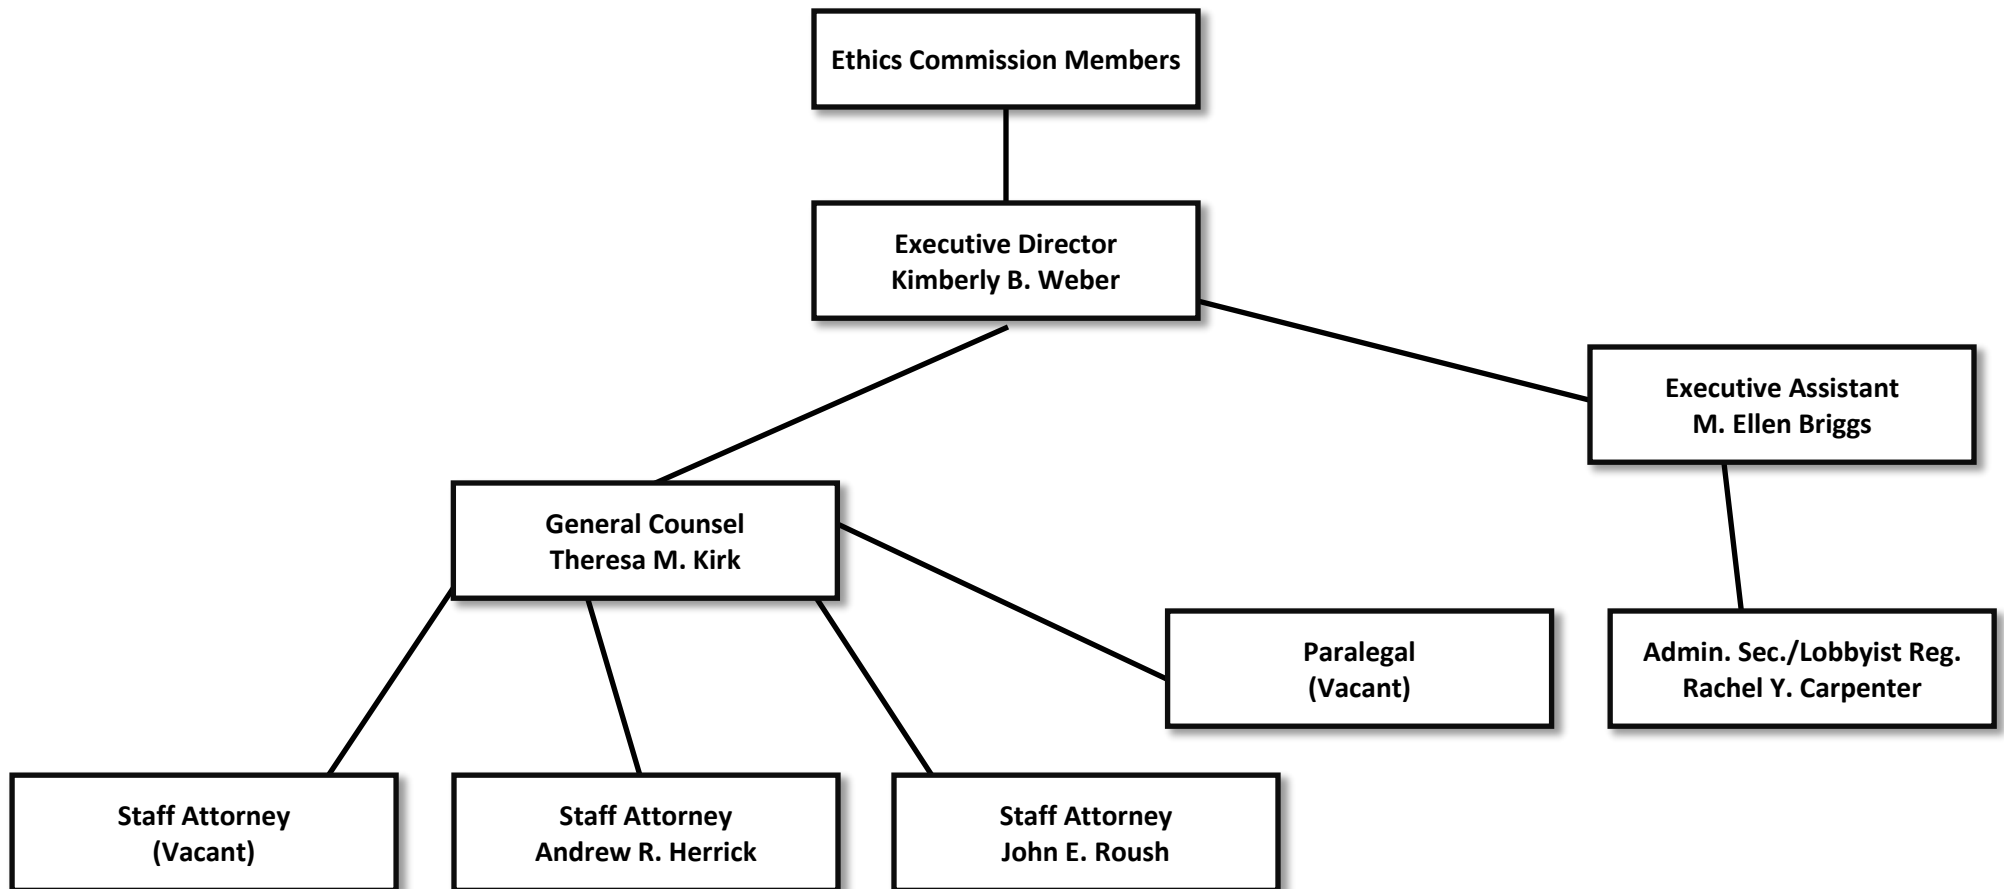 Ethics Commission Members
Executive Director
Kimberly B. Weber
Executive Assistant
M. Ellen Briggs
General Counsel
Theresa M. Kirk
Paralegal
(Vacant)
Admin. Sec./Lobbyist Reg.
Rachel Y. Carpenter
Staff Attorney
(Vacant)
Staff Attorney
Andrew R. Herrick
Staff Attorney
John E. Roush